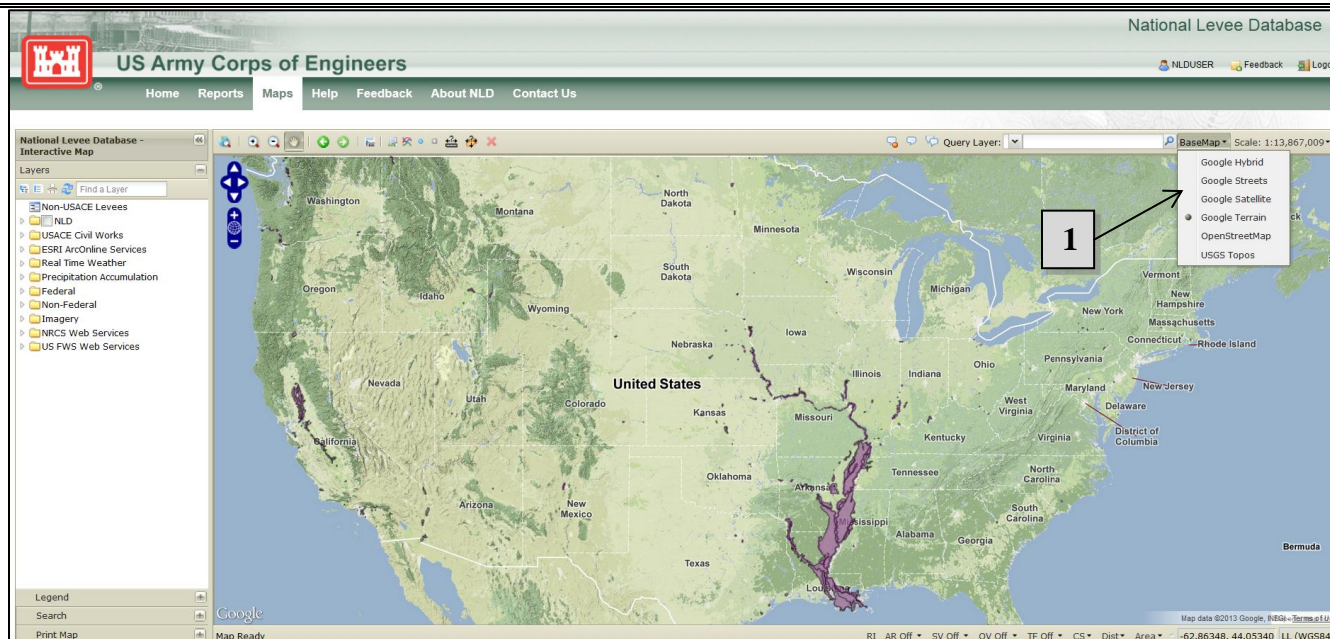 National Levee Database
US Army Corps of Engineers
®
NLDUSER Feedback
Home Reports Maps Help Feedback About NLD Contact Us
National Levee Database -
Interactive Map
Query Layer:
BaseMap Scale: 1:13,867,009
Layers
Find a Layer
Non-USACE Levees
NLD
USACE Civil Works
ESRI ArcOnline Services
Real Time Weather
Precipitation Accumulation
Federal
Non-Federal
Imagery
NRCS Web Services
US FWS Web Services
Legend
Search
Print Map
Google Hybrid
Google Streets
Google Satellite
Google Terrain
OpenStreetMap
USGS Topos
1
Washington
Montana
North
Dakota
Minnesota
South
Dakota
Wisconsin
Michigan
Vermont
New
Hampshire
New York
Massachusetts
Connecticut
Rhode Island
Oregon
Idaho
Wyoming
Iowa
Nebraska
Illinois
Indiana
Ohio
Pennsylvania
New Jersey
Maryland
Delaware
District of
Columbia
Nevada
Utah
Colorado
United States
Kansas
Missouri
West
Virginia
Virginia
Kentucky
California
Oklahoma
Arkansas
Tennessee
North
Carolina
Arizona
New
Mexico
Mississippi
South
Carolina
Alabama
Georgia
Texas
Bermuda
Google
Map data ©2013 Google, INEGI - Terms of U
Map Ready
RI AR Off SV Off OV Off TF Off CS Dist Area -62.86348, 44.05340 LL (WGS84